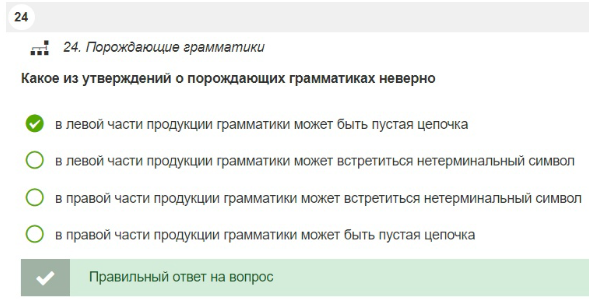 24
24. Порождающие грамматики
Какое из утверждений о порождающих грамматиках неверно
в левой части продукции грамматики может быть пустая цепочка
в левой части продукции грамматики может встретиться нетерминальный символ
в правой части продукции грамматики может встретиться нетерминальный символ
в правой части продукции грамматики может быть пустая цепочка
Правильный ответ на вопрос